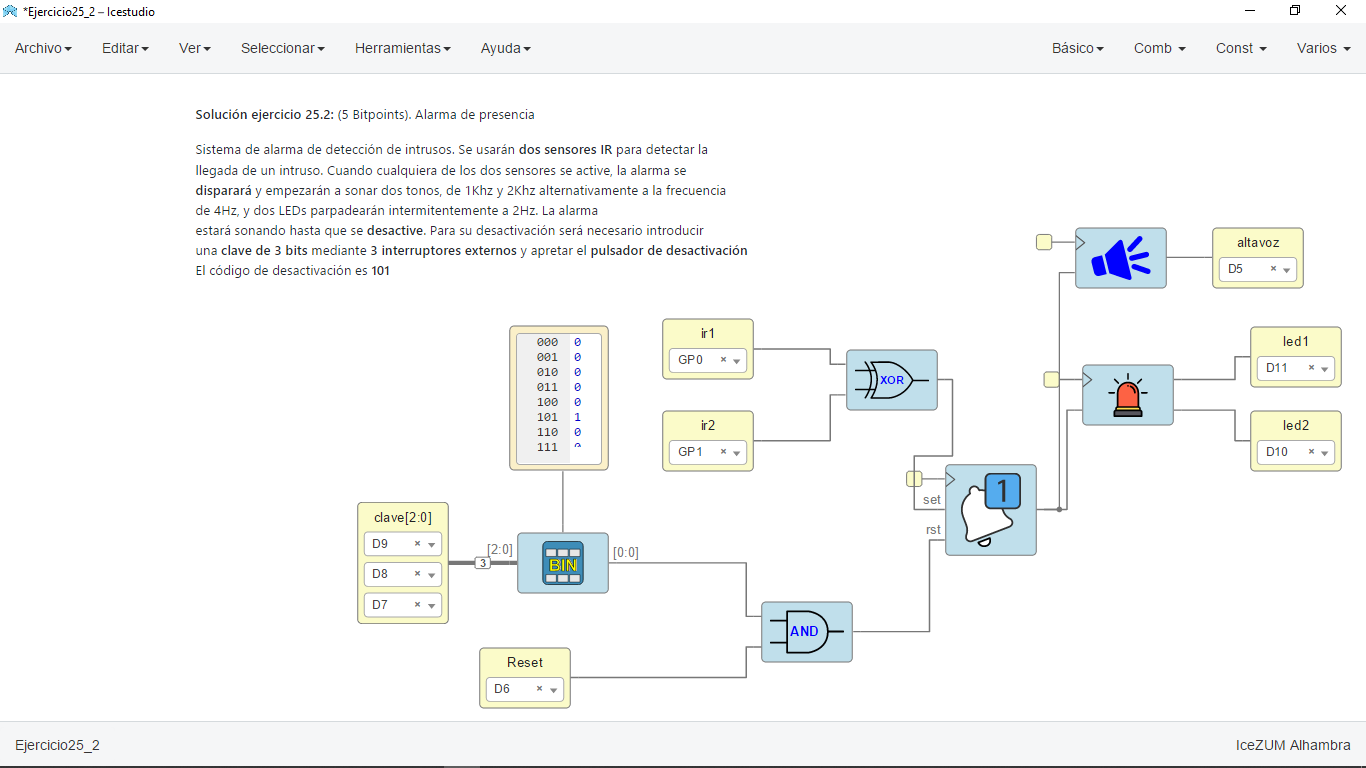 *Ejercicio25_2 – Icestudio
Archivo Editar Ver Seleccionar Herramientas Ayuda Básico Comb Const Varios
Solución ejercicio 25.2: (5 Bitpoints). Alarma de presencia
Sistema de alarma de detección de intrusos. Se usarán dos sensores IR para detectar la
llegada de un intruso. Cuando cualquiera de los dos sensores se active, la alarma se
disparará y empezarán a sonar dos tonos, de 1Khz y 2Khz alternativamente a la frecuencia
de 4Hz, y dos LEDs parpadearán intermitentemente a 2Hz. La alarma
estará sonando hasta que se desactive. Para su desactivación será necesario introducir
una clave de 3 bits mediante 3 interruptores externos y apretar el pulsador de desactivación
El código de desactivación es 101
altavoz
D5
ir1
GP0
ir2
GP1
XOR
led1
D11
led2
D10
000 0
001 0
010 0
011 0
100 0
101 1
110 0
111 0
1
set
rst
clave[2:0]
D9
D8
D7
3
[2:0]
BIN
[0:0]
AND
Reset
D6
Ejercicio25_2
IceZUM Alhambra